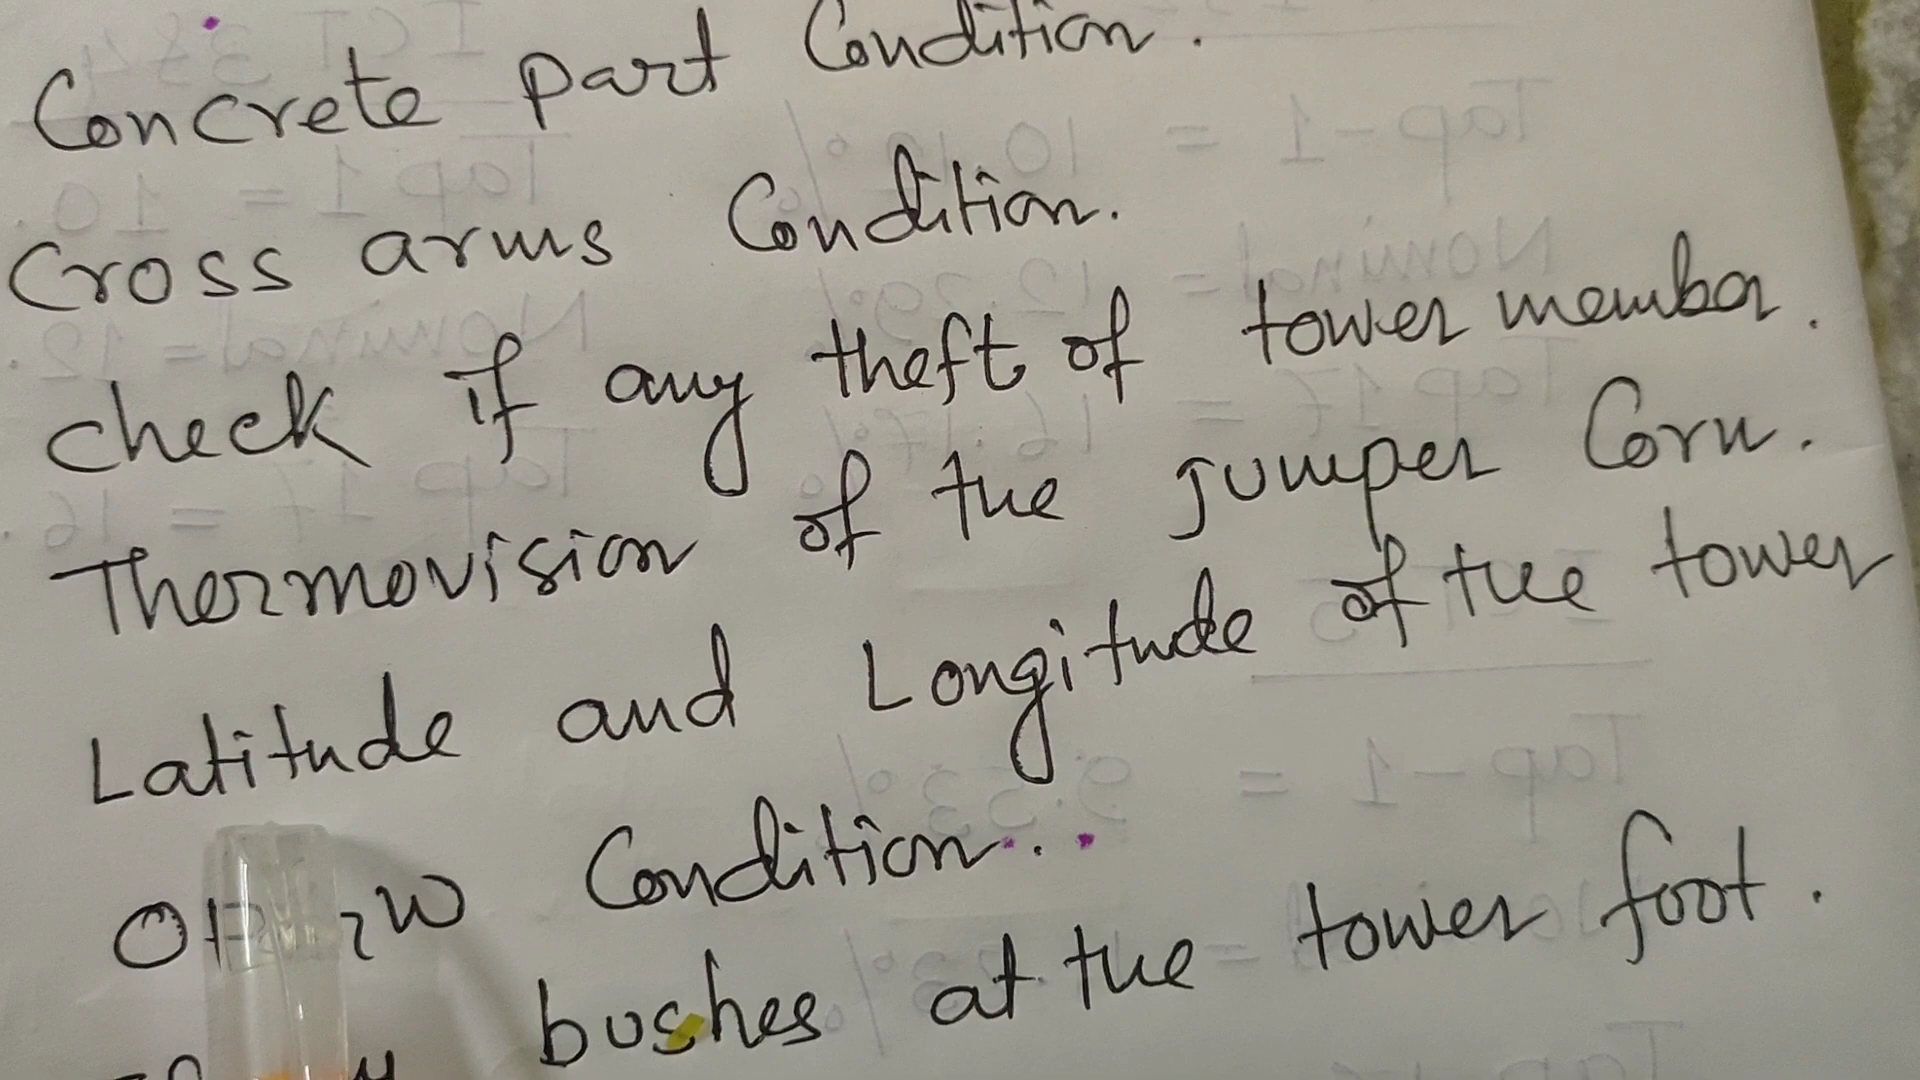 Concrete part Condition.
Cross arms Condition.
check if any theft of tower member.
Thermovision of the jumper Corn.
Latitude and Longitude of the tower
Condition..
bushes at the tower foot.